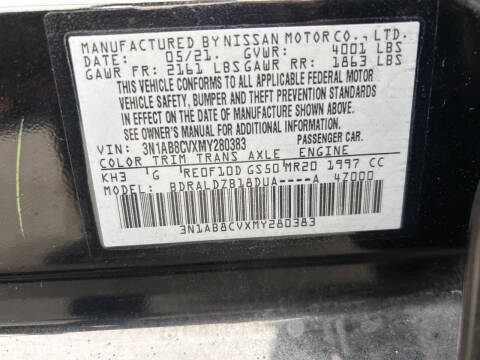 MANUFACTURED BY NISSAN MOTOR CO., LTD.
DATE: 05/21. GVWR: 4001 LBS
GAWR FR: 2161 LBS GAWR RR: 1863 LBS
THIS VEHICLE CONFORMS TO ALL APPLICABLE FEDERAL MOTOR
VEHICLE SAFETY, BUMPER AND THEFT PREVENTION STANDARDS
IN EFFECT ON THE DATE OF MANUFACTURE SHOWN ABOVE.
SEE OWNER'S MANUAL FOR ADDITIONAL INFORMATION.
VIN: 3N1AB8CVXMY280383 PASSENGER CAR.
COLOR TRIM TRANS AXLE ENGINE
KH3 G RE0F10D GS50 MR20 1997 CC
MODEL: BDRALDZB18DUA----A 47000
3N1AB8CVXMY280383